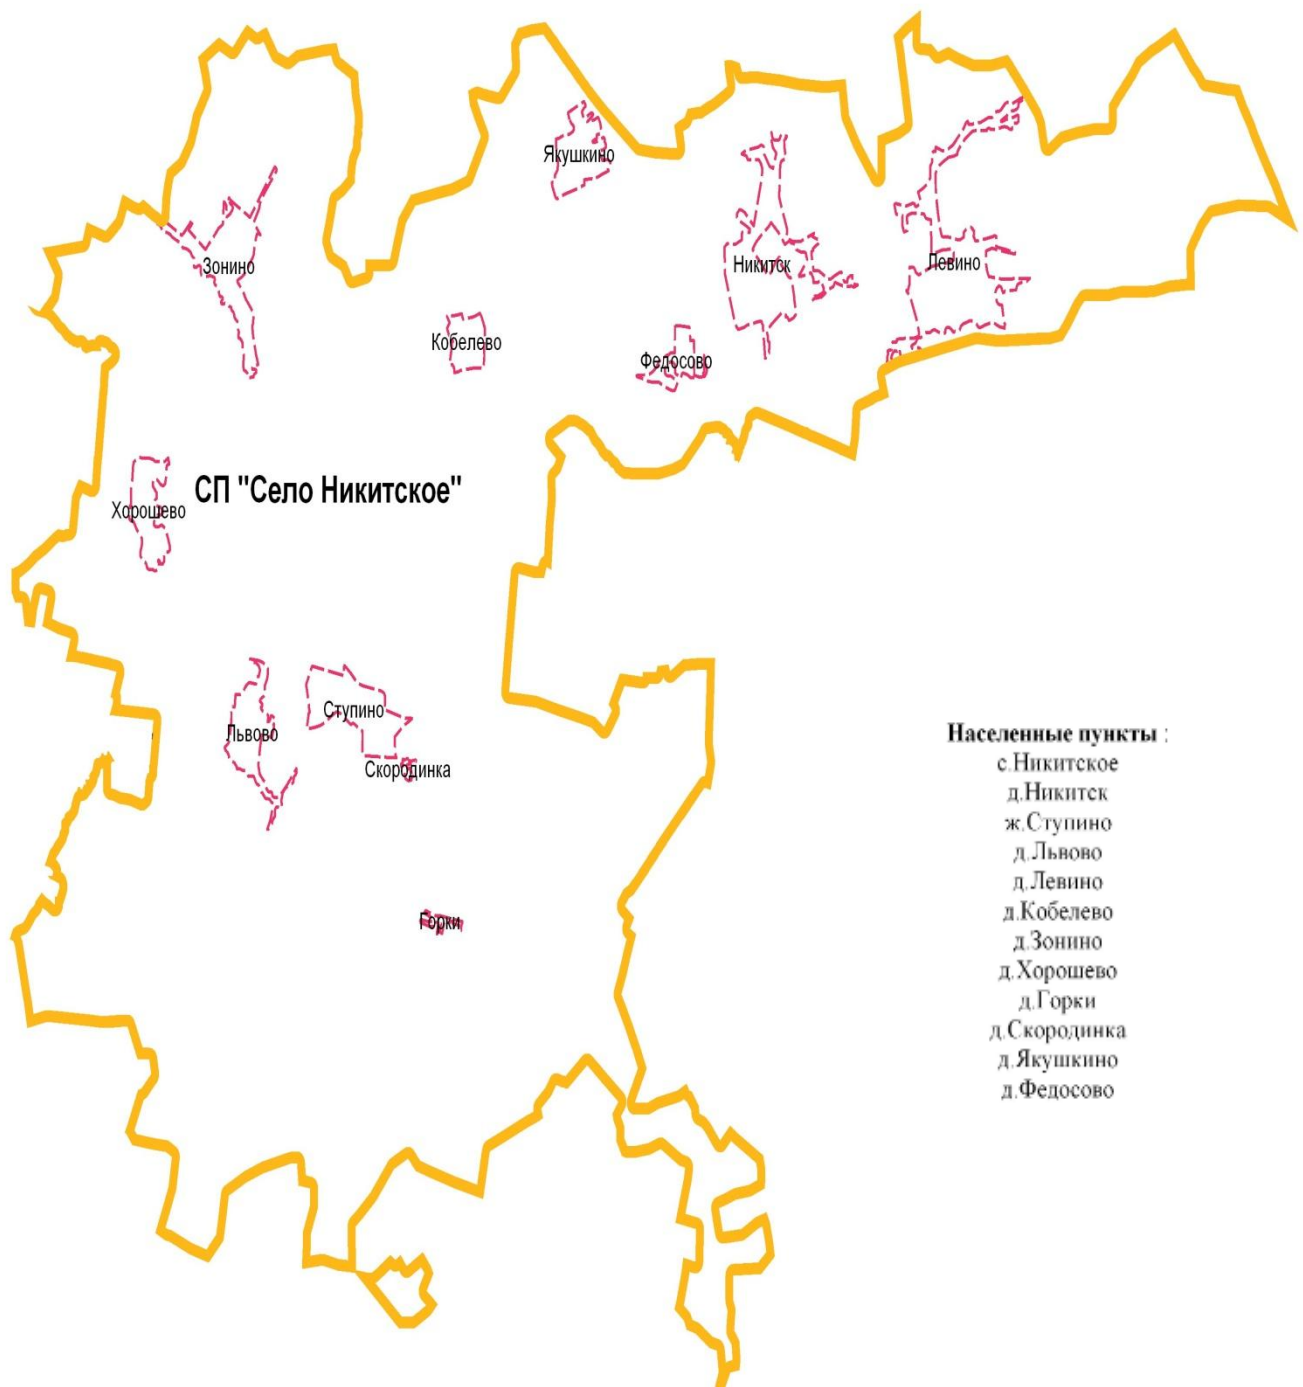 Якушкино
Зонино
Никитск
Левино
Кобелево
Федосово
СП "Село Никитское"
Хорошево
Ступино
Львово
Скородинка
Горки
Населенные пункты :
с.Никитское
д.Никитск
ж.Ступино
д.Львово
д.Левино
д.Кобелево
д.Зонино
д.Хорошево
д.Горки
д.Скородинка
д.Якушкино
д.Федосово